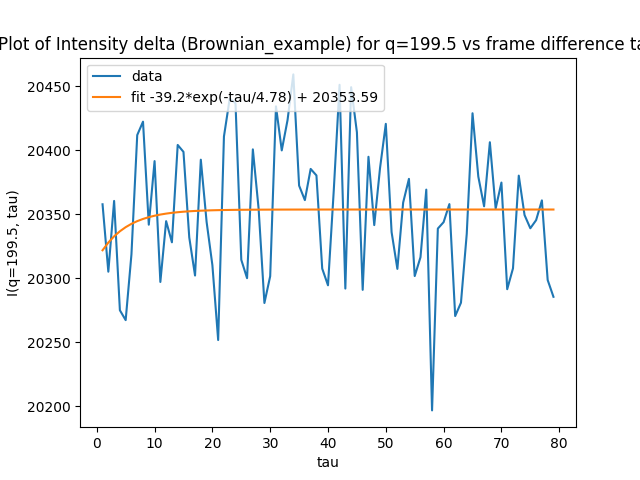 Plot of Intensity delta (Brownian_example) for q=199.5 vs frame difference ta
data
fit -39.2*exp(-tau/4.78) + 20353.59
I(q=199.5, tau)
20450
20400
20350
20300
20250
20200
0 10 20 30 40 50 60 70 80
tau